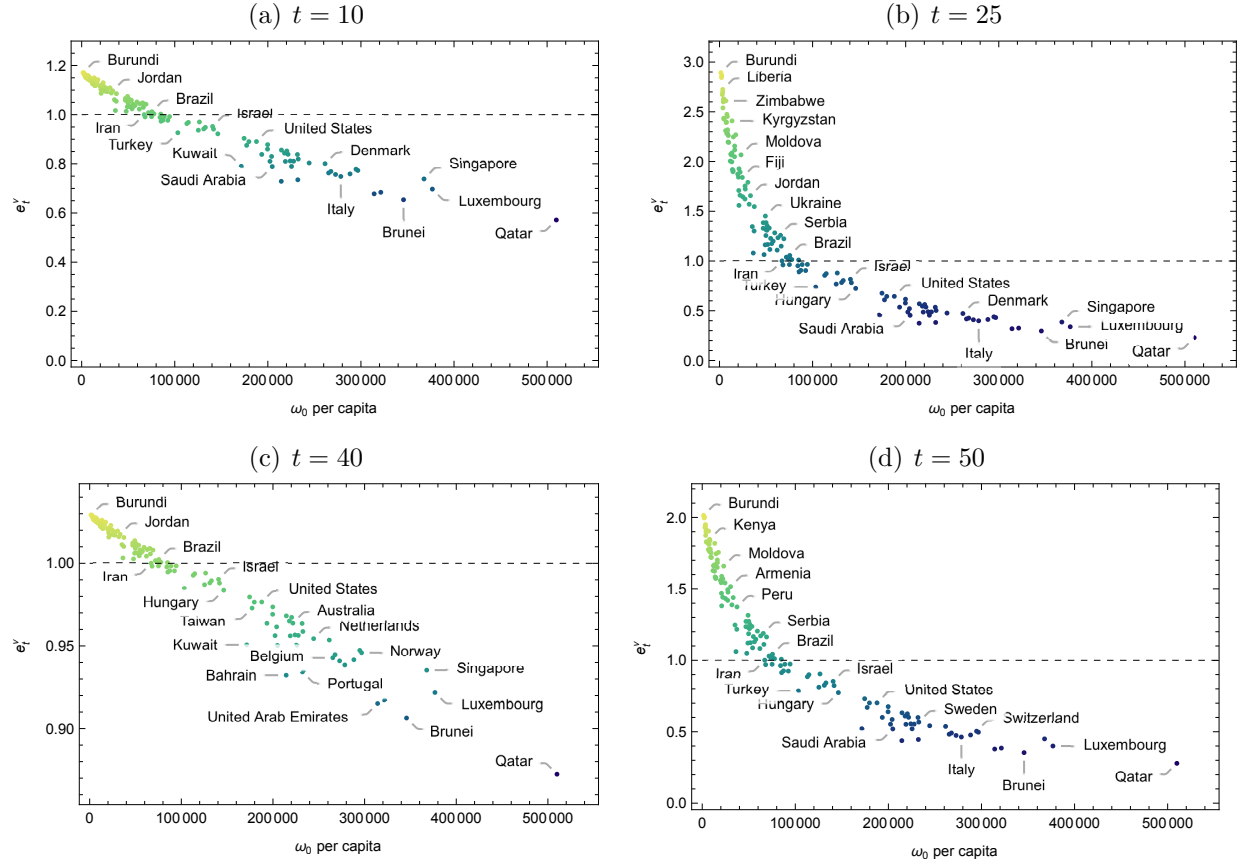 (a) t = 10
1.2
1.0
0.8
0.6
0.4
0.2
0.0
e_t^v
Burundi
Jordan
Brazil
Israel
Iran
Turkey
United States
Kuwait
Denmark
Singapore
Saudi Arabia
Italy
Luxembourg
Brunei
Qatar
0 100 000 200 000 300 000 400 000 500 000
ω0 per capita
(b) t = 25
3.0
2.5
2.0
1.5
1.0
0.5
0.0
e_t^v
Burundi
Liberia
Zimbabwe
Kyrgyzstan
Moldova
Fiji
Jordan
Ukraine
Serbia
Brazil
Iran
Israel
Turkey
Hungary
United States
Denmark
Singapore
Saudi Arabia
Luxembourg
Italy
Brunei
Qatar
0 100 000 200 000 300 000 400 000 500 000
ω0 per capita
(c) t = 40
1.00
0.95
0.90
e_t^v
Burundi
Jordan
Brazil
Iran
Israel
Hungary
United States
Taiwan
Australia
Netherlands
Kuwait
Belgium
Norway
Bahrain
Portugal
Singapore
United Arab Emirates
Luxembourg
Brunei
Qatar
0 100 000 200 000 300 000 400 000 500 000
ω0 per capita
(d) t = 50
2.0
1.5
1.0
0.5
0.0
e_t^v
Burundi
Kenya
Moldova
Armenia
Peru
Serbia
Brazil
Iran
Israel
Turkey
Hungary
United States
Sweden
Switzerland
Saudi Arabia
Luxembourg
Italy
Brunei
Qatar
0 100 000 200 000 300 000 400 000 500 000
ω0 per capita